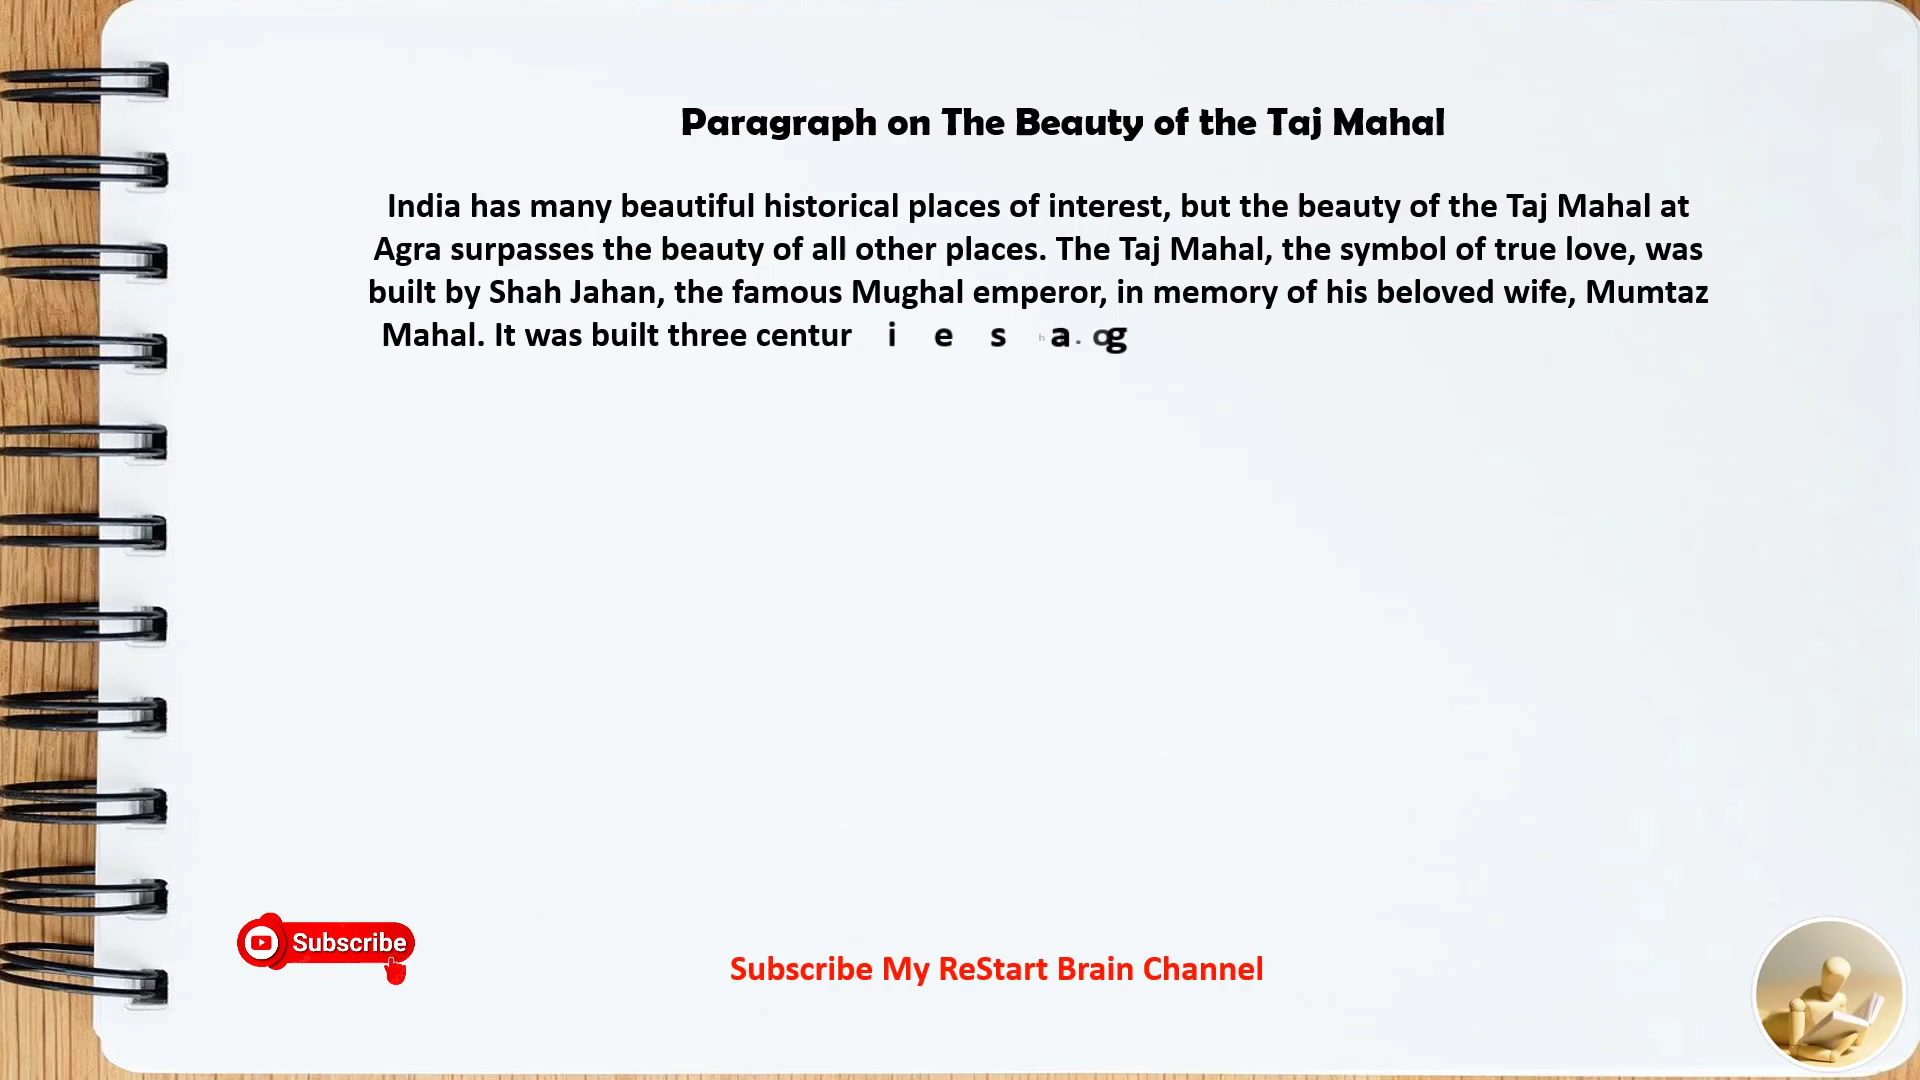 Paragraph on The Beauty of the Taj Mahal
India has many beautiful historical places of interest, but the beauty of the Taj Mahal at
Agra surpasses the beauty of all other places. The Taj Mahal, the symbol of true love, was
built by Shah Jahan, the famous Mughal emperor, in memory of his beloved wife, Mumtaz
Mahal. It was built three centuries
Subscribe
Subscribe My ReStart Brain Channel